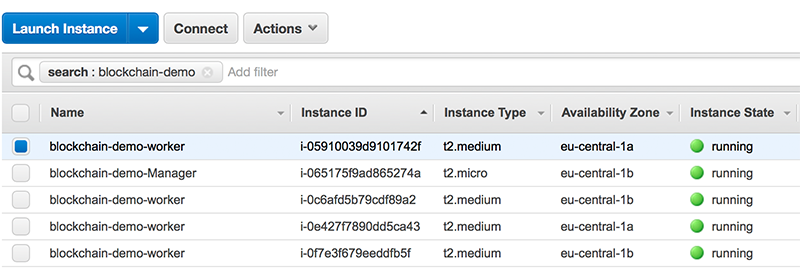 Launch Instance Connect Actions
search : blockchain-demo Add filter
Name Instance ID Instance Type Availability Zone Instance State
blockchain-demo-worker i-05910039d9101742f t2.medium eu-central-1a running
blockchain-demo-Manager i-065175f9ad865274a t2.micro eu-central-1b running
blockchain-demo-worker i-0c6afd5b79cdf89a2 t2.medium eu-central-1b running
blockchain-demo-worker i-0e427f7890dd5ca43 t2.medium eu-central-1a running
blockchain-demo-worker i-0f7e3f679eeddfb5f t2.medium eu-central-1b running